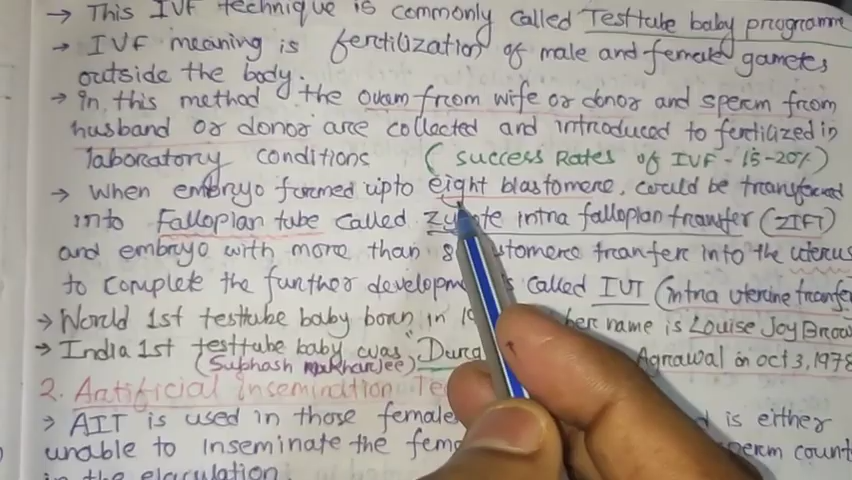 → This IVF technique is commonly called Testtube baby programme
→ IVF meaning is fertilization of male and female gametes
outside the body.
→ In this method the ovum from wife or donor and sperm from
husband or donor are collected and introduced to fertilized in
laboratory conditions (Success Rates of IVF - 15-20%)
→ When embryo formed upto eight blastomere, could be transferred
into Fallopian tube called intra fallopian transfer (ZIFT)
and embryo with more than 8 transfer into the uterus
to complete the further called IUT (intra uterine transfer
→ World 1st testtube baby born in her name is Louise Joy Brow
→ India 1st testtube baby was "Durga Agrawal in oct 3, 1978
(Subhash Mukharjee)
2. Artificial Insemination Te
→ AIT is used in those female is either
unable to inseminate the sperm count
in the ejaculation.